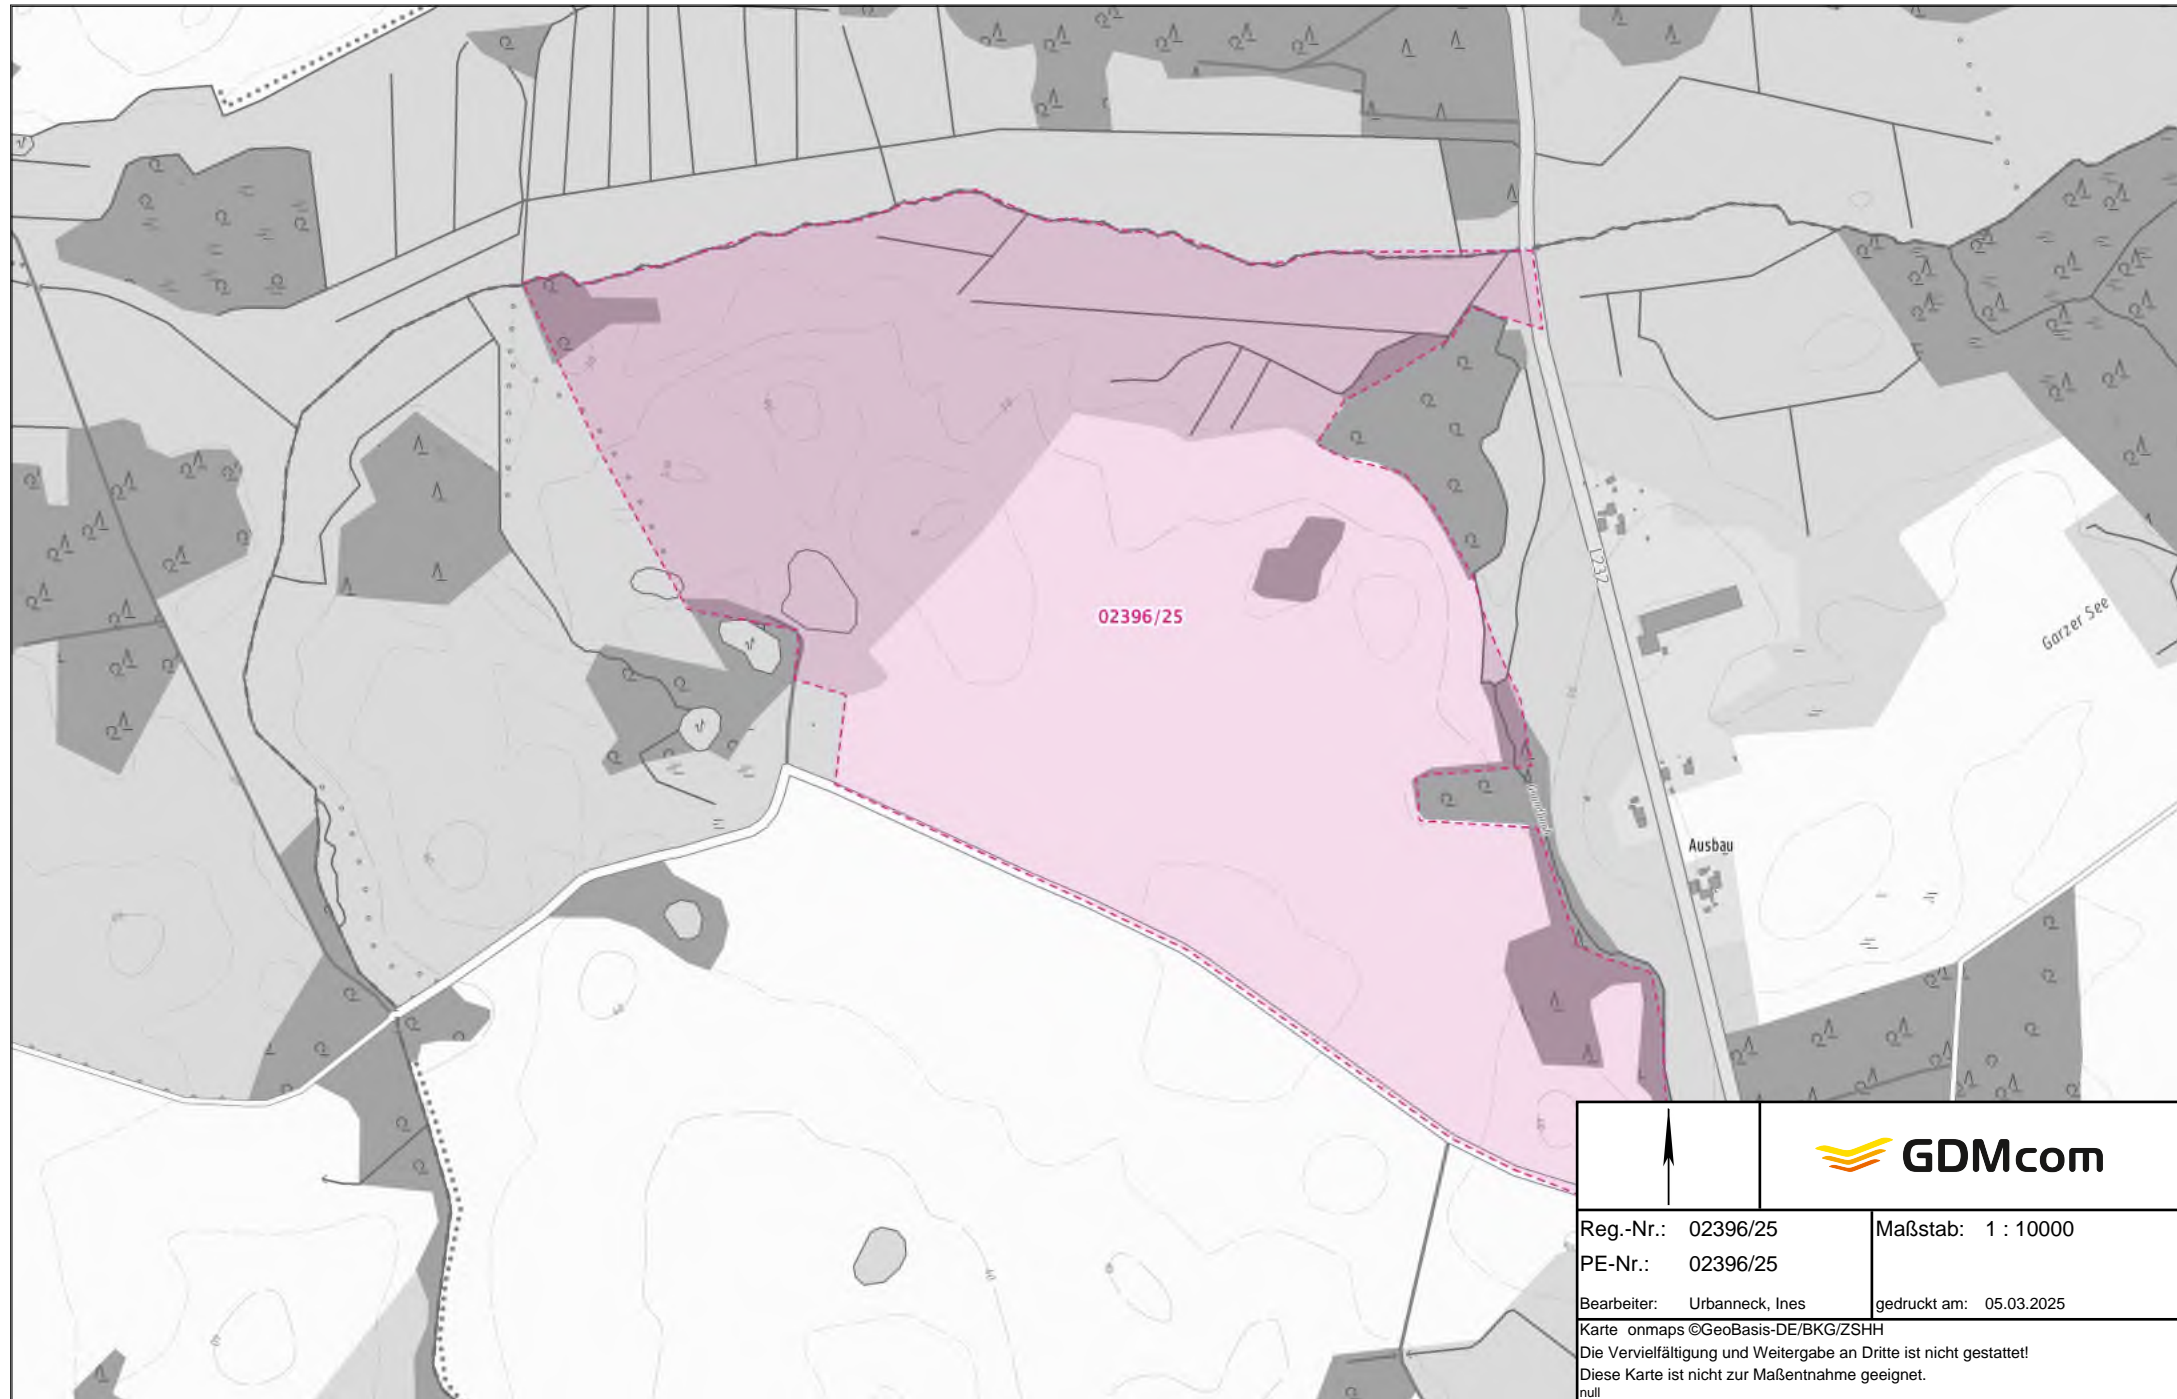 02396/25
L237
Garzer See
Ausbau
GDMcom
Reg.-Nr.: 02396/25
Maßstab: 1 : 10000
PE-Nr.: 02396/25
Bearbeiter: Urbanneck, Ines
gedruckt am: 05.03.2025
Karte onmaps ©GeoBasis-DE/BKG/ZSHH
Die Vervielfältigung und Weitergabe an Dritte ist nicht gestattet!
Diese Karte ist nicht zur Maßentnahme geeignet.
null